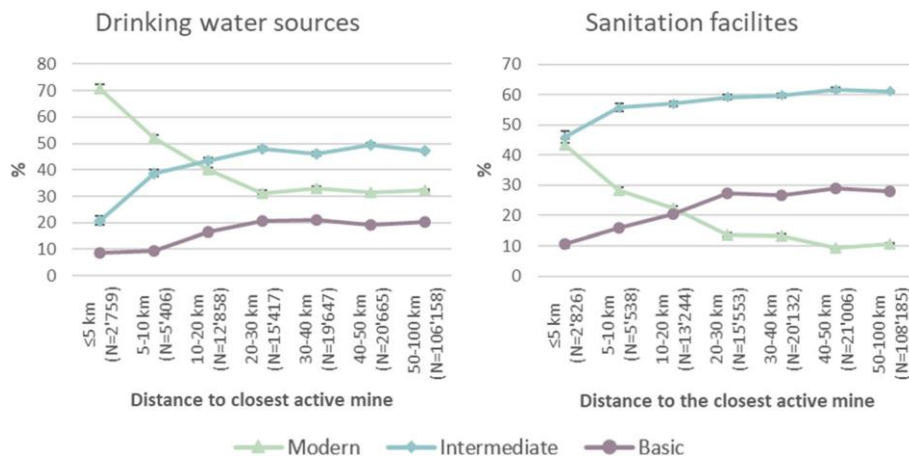 Drinking water sources
80
70
60
50
40
30
20
10
0
%
≤5 km
(N=2'759)
5-10 km
(N=5'406)
10-20 km
(N=12'858)
20-30 km
(N=15'417)
30-40 km
(N=19'647)
40-50 km
(N=20'665)
50-100 km
(N=106'158)
Distance to closest active mine
Sanitation facilites
70
60
50
40
30
20
10
0
%
≤5 km
(N=2'826)
5-10 km
(N=5'538)
10-20 km
(N=13'244)
20-30 km
(N=15'553)
30-40 km
(N=20'132)
40-50 km
(N=21'006)
50-100 km
(N=108'185)
Distance to the closest active mine
Modern Intermediate Basic